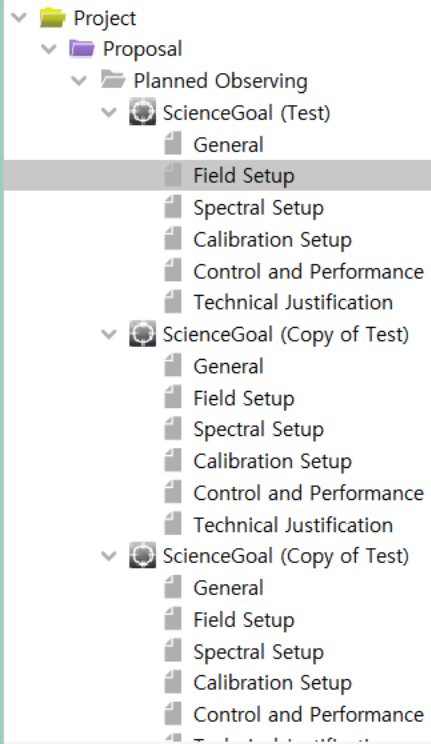 Project
Proposal
Planned Observing
ScienceGoal (Test)
General
Field Setup
Spectral Setup
Calibration Setup
Control and Performance
Technical Justification
ScienceGoal (Copy of Test)
General
Field Setup
Spectral Setup
Calibration Setup
Control and Performance
Technical Justification
ScienceGoal (Copy of Test)
General
Field Setup
Spectral Setup
Calibration Setup
Control and Performance